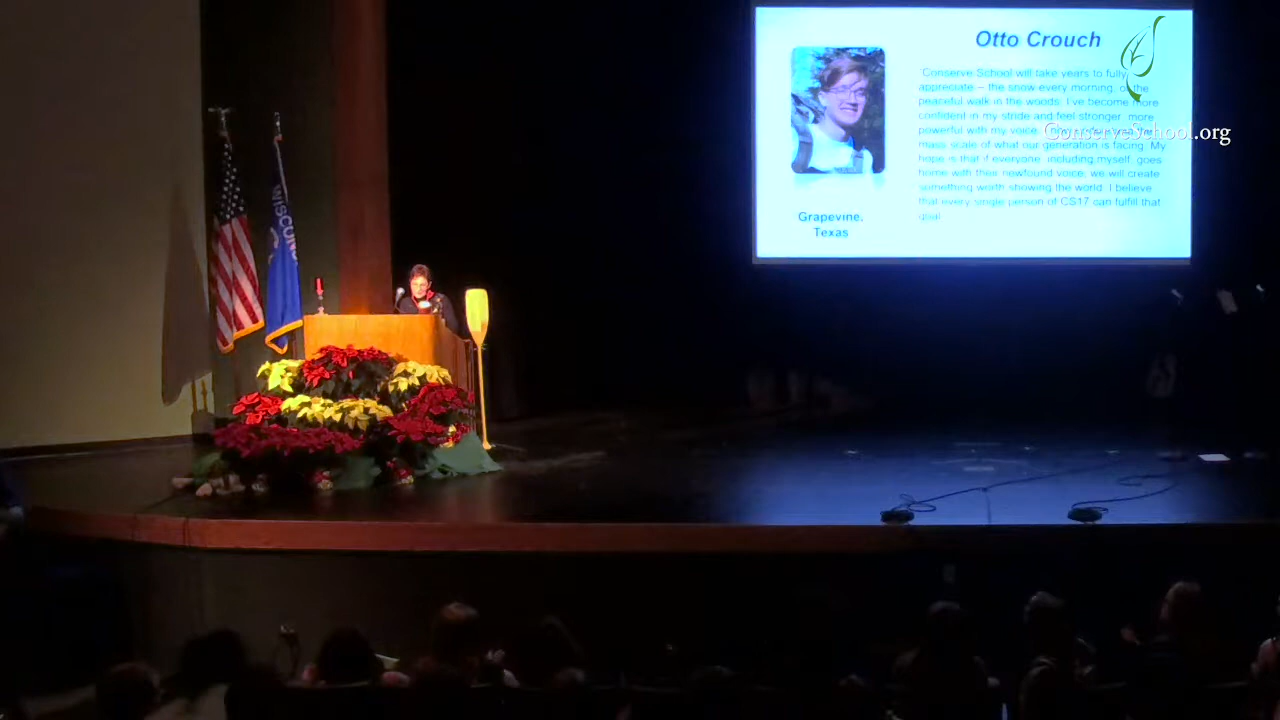 Otto Crouch
"Conserve School will take years to fully
appreciate – the snow every morning, or the
peaceful walk in the woods. I've become more
confident in my stride and feel stronger, more
powerful with my voice.
ConserveSchool.org
mass scale of what our generation is facing. My
hope is that if everyone, including myself, goes
home with their newfound voice, we will create
something worth showing the world. I believe
that every single person of CS17 can fulfill that
goal.
Grapevine,
Texas
WISCONS